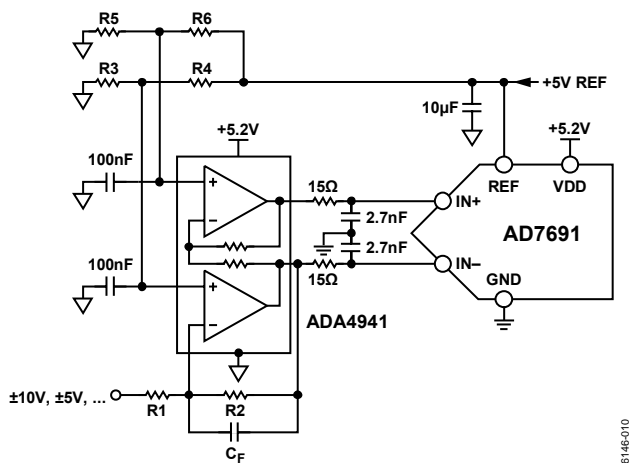 R5
R6
R3
R4
+5V REF
10µF
+5.2V
+5.2V
100nF
REF
VDD
+
15Ω
IN+
−
2.7nF
AD7691
2.7nF
100nF
IN−
+
15Ω
GND
−
ADA4941
±10V, ±5V, ...
R1
R2
CF
6146-010